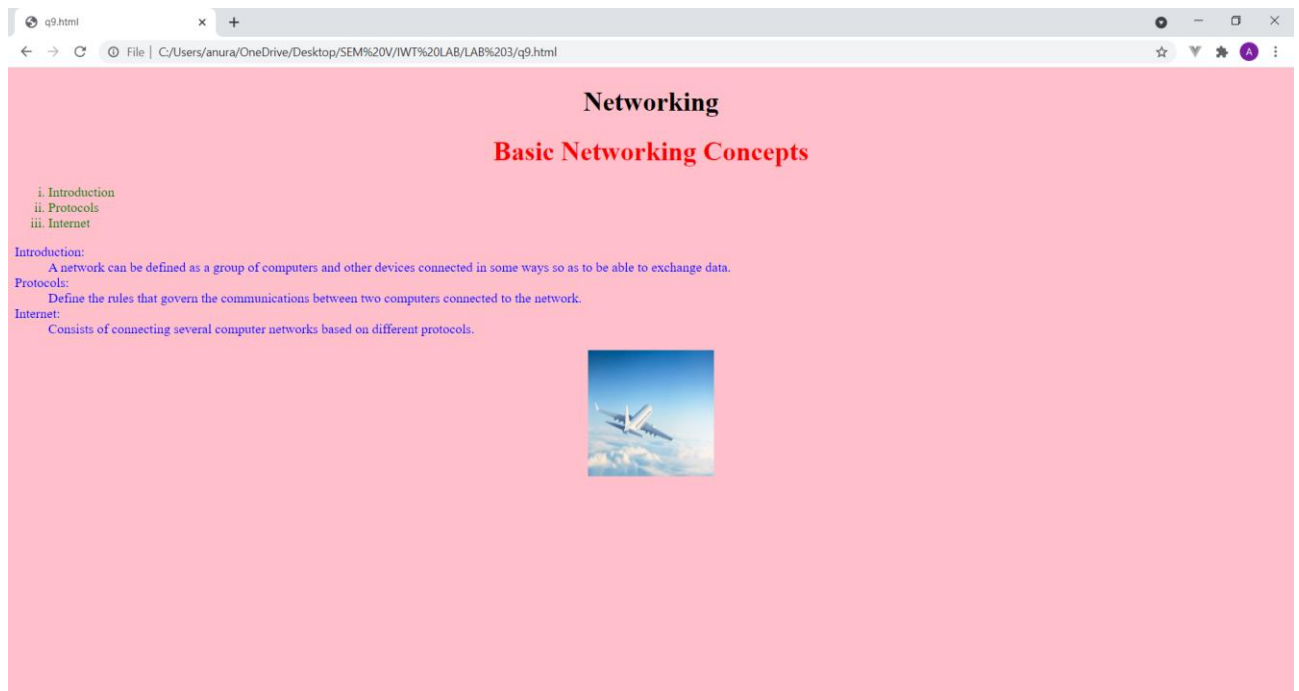 q9.html
File | C:/Users/anura/OneDrive/Desktop/SEM%20V/IWT%20LAB/LAB%203/q9.html
A
Networking
Basic Networking Concepts
i. Introduction
ii. Protocols
iii. Internet
Introduction:
A network can be defined as a group of computers and other devices connected in some ways so as to be able to exchange data.
Protocols:
Define the rules that govern the communications between two computers connected to the network.
Internet:
Consists of connecting several computer networks based on different protocols.